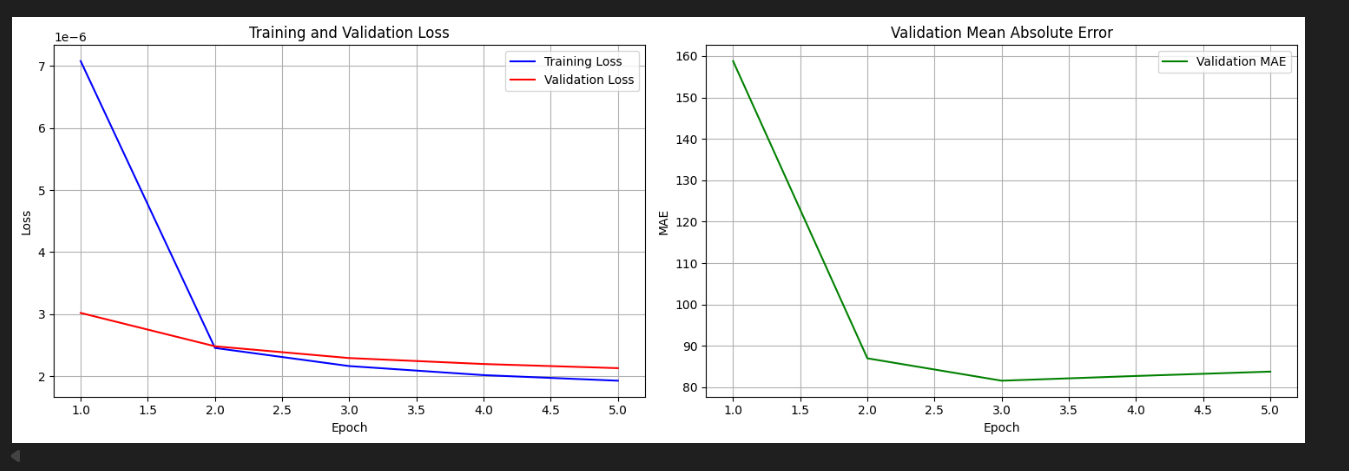 Training and Validation Loss
1e−6
Training Loss
Validation Loss
7
6
5
4
3
2
Loss
1.0 1.5 2.0 2.5 3.0 3.5 4.0 4.5 5.0
Epoch
Validation Mean Absolute Error
Validation MAE
160
150
140
130
120
110
100
90
80
MAE
1.0 1.5 2.0 2.5 3.0 3.5 4.0 4.5 5.0
Epoch